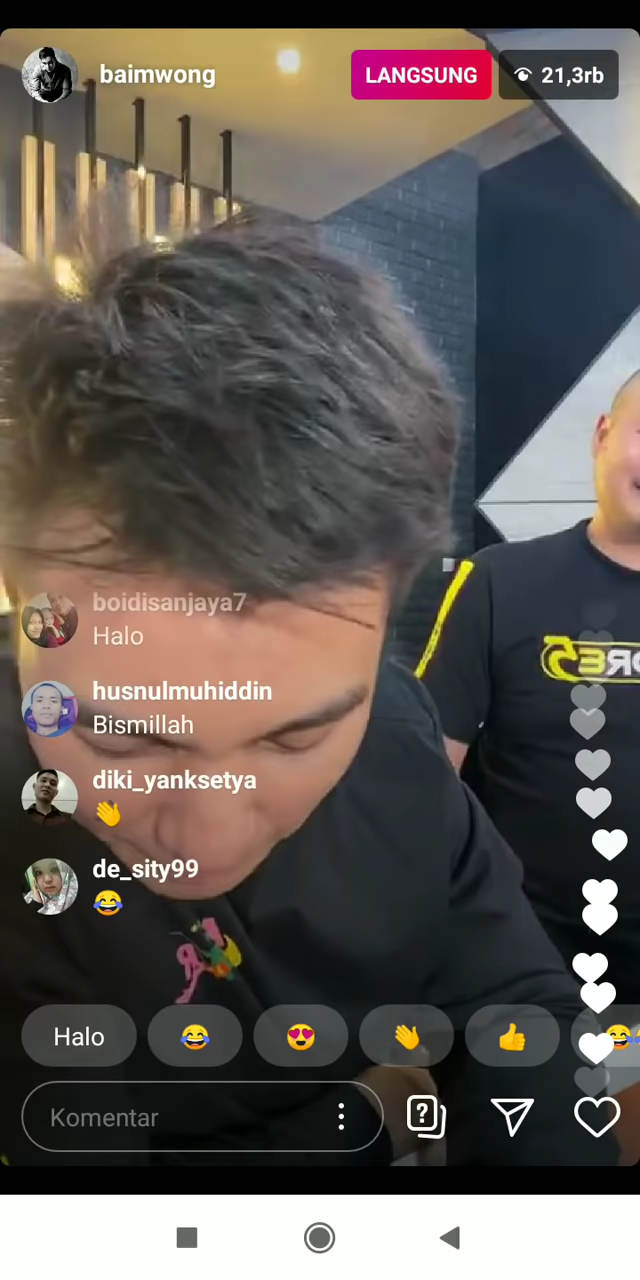 baimwong
LANGSUNG
21,3rb
boidisanjaya7
Halo
husnulmuhiddin
Bismillah
diki_yanksetya
👋
de_sity99
😂
Halo 😂 😍 👋 👍 😂
Komentar